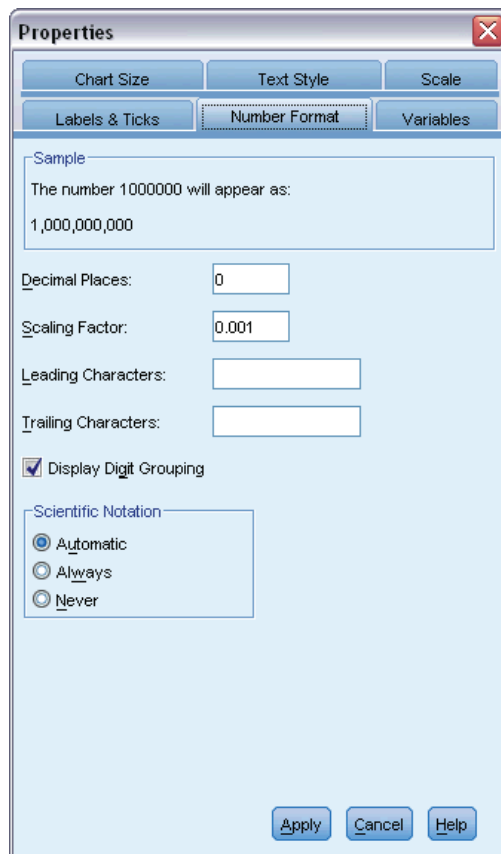 Properties
Chart Size Text Style Scale
Labels & Ticks Number Format Variables
Sample
The number 1000000 will appear as:
1,000,000,000
Decimal Places: 0
Scaling Factor: 0.001
Leading Characters:
Trailing Characters:
Display Digit Grouping
Scientific Notation
Automatic
Always
Never
Apply Cancel Help